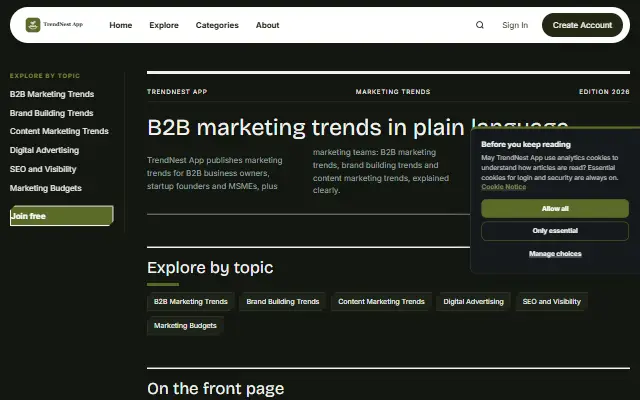 TrendNest App
Home
Explore
Categories
About
Sign In
Create Account
EXPLORE BY TOPIC
B2B Marketing Trends
Brand Building Trends
Content Marketing Trends
Digital Advertising
SEO and Visibility
Marketing Budgets
Join free
TRENDNEST APP
MARKETING TRENDS
EDITION 2026
B2B marketing trends in plain language
TrendNest App publishes marketing
trends for B2B business owners,
startup founders and MSMEs, plus
marketing teams: B2B marketing
trends, brand building trends and
content marketing trends, explained
clearly.
Before you keep reading
May TrendNest App use analytics cookies to
understand how articles are read? Essential
cookies for login and security are always on.
Cookie Notice
Allow all
Only essential
Manage choices
Explore by topic
B2B Marketing Trends
Brand Building Trends
Content Marketing Trends
Digital Advertising
SEO and Visibility
Marketing Budgets
On the front page